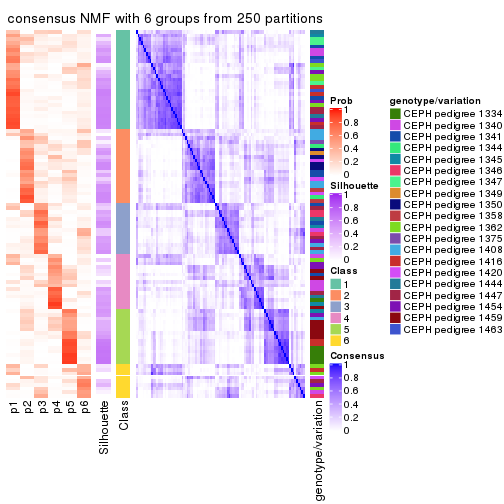 consensus NMF with 6 groups from 250 partitions
p1
p2
p3
p4
p5
p6
Silhouette
Class
genotype/variation
Prob
1
0.8
0.6
0.4
0.2
0
Silhouette
1
0.8
0.6
0.4
0.2
0
Class
1
2
3
4
5
6
Consensus
1
0.8
0.6
0.4
0.2
0
genotype/variation
CEPH pedigree 1334
CEPH pedigree 1340
CEPH pedigree 1341
CEPH pedigree 1344
CEPH pedigree 1345
CEPH pedigree 1346
CEPH pedigree 1347
CEPH pedigree 1349
CEPH pedigree 1350
CEPH pedigree 1358
CEPH pedigree 1362
CEPH pedigree 1375
CEPH pedigree 1408
CEPH pedigree 1416
CEPH pedigree 1420
CEPH pedigree 1444
CEPH pedigree 1447
CEPH pedigree 1454
CEPH pedigree 1459
CEPH pedigree 1463